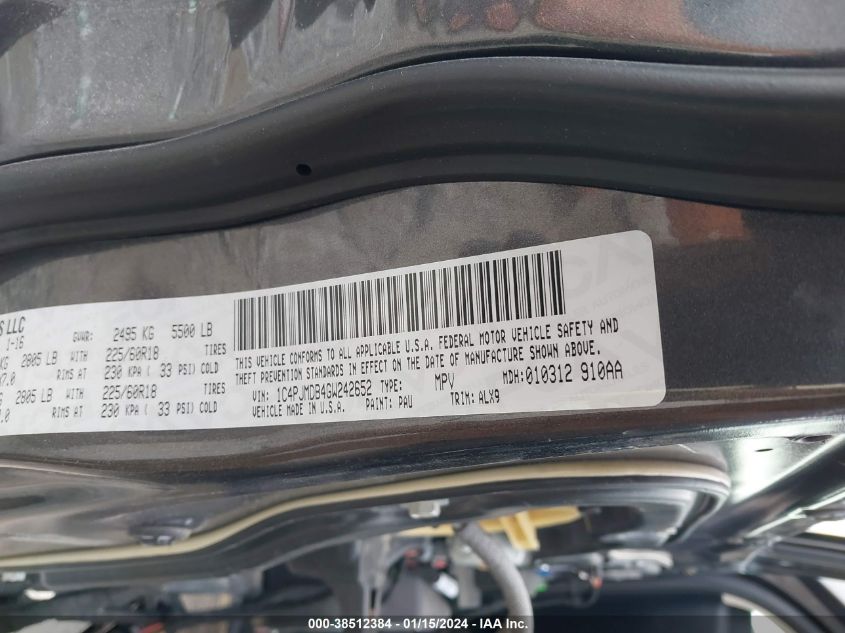 S LLC
GVWR: 2495 KG 5500 LB
1-16
KG 2805 LB WITH 225/60R18 TIRES
X7.0 RIMS AT 230 KPA ( 33 PSI) COLD
G 2805 LB WITH 225/60R18 TIRES
.0 RIMS AT 230 KPA ( 33 PSI) COLD
THIS VEHICLE CONFORMS TO ALL APPLICABLE U.S.A. FEDERAL MOTOR VEHICLE SAFETY AND
THEFT PREVENTION STANDARDS IN EFFECT ON THE DATE OF MANUFACTURE SHOWN ABOVE.
VIN: 1C4PJMDB4GW242652 TYPE: MPV MDH:010312 910AA
VEHICLE MADE IN U.S.A. PAINT: PAU TRIM: ALX9
000-38512384 - 01/15/2024 - IAA Inc.